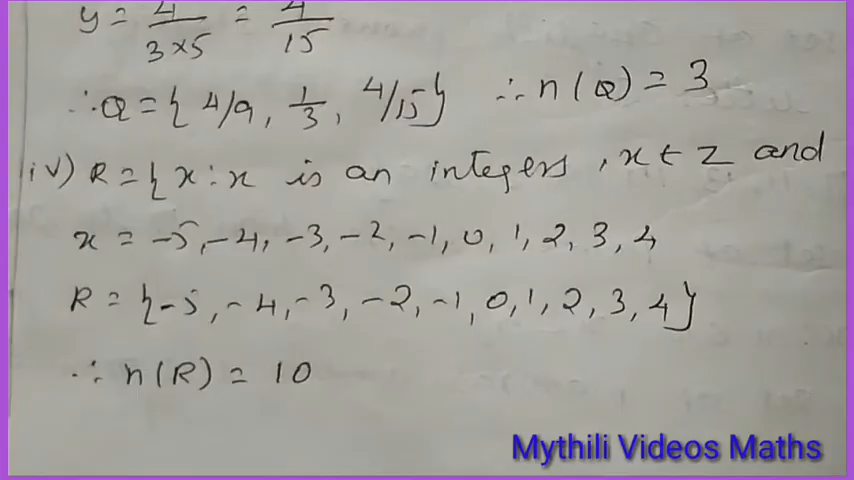 y = 4/3×5 = 4/15
∴ Q = { 4/9, 1/3, 4/15} ∴ n(Q) = 3
iv) R = { x : x is an integers, x ∈ Z and
x = -5, -4, -3, -2, -1, 0, 1, 2, 3, 4
R = {-5, -4, -3, -2, -1, 0, 1, 2, 3, 4}
∴ n(R) = 10
Mythili Videos Maths